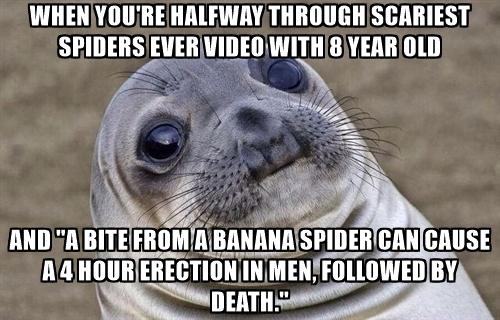 WHEN YOU'RE HALFWAY THROUGH SCARIEST
SPIDERS EVER VIDEO WITH 8 YEAR OLD
AND "A BITE FROM A BANANA SPIDER CAN CAUSE
A 4 HOUR ERECTION IN MEN, FOLLOWED BY
DEATH."